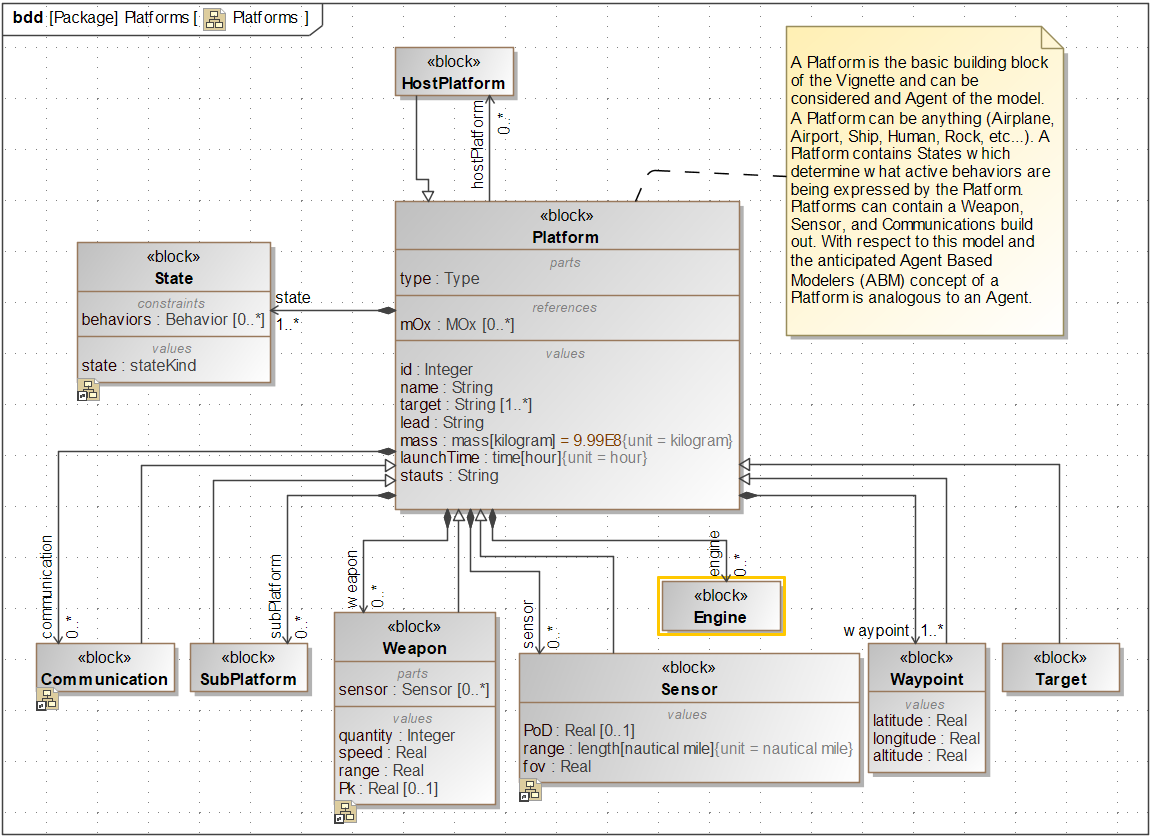 bdd [Package] Platforms [ Platforms ]
«block»
HostPlatform
hostPlatform
0..*
A Platform is the basic building block
of the Vignette and can be
considered and Agent of the model.
A Platform can be anything (Airplane,
Airport, Ship, Human, Rock, etc...). A
Platform contains States which
determine what active behaviors are
being expressed by the Platform.
Platforms can contain a Weapon,
Sensor, and Communications build
out. With respect to this model and
the anticipated Agent Based
Modelers (ABM) concept of a
Platform is analogous to an Agent.
«block»
Platform
parts
type : Type
references
mOx : MOx [0..*]
values
id : Integer
name : String
target : String [1..*]
lead : String
mass : mass[kilogram] = 9.99E8{unit = kilogram}
launchTime : time[hour]{unit = hour}
stauts : String
«block»
State
constraints
behaviors : Behavior [0..*]
values
state : stateKind
state
1..*
communication
0..*
subPlatform
0..*
weapon
0..*
sensor
0..*
engine
0..*
waypoint
1..*
«block»
Communication
«block»
SubPlatform
«block»
Weapon
parts
sensor : Sensor [0..*]
values
quantity : Integer
speed : Real
range : Real
Pk : Real [0..1]
«block»
Sensor
values
PoD : Real [0..1]
range : length[nautical mile]{unit = nautical mile}
fov : Real
«block»
Engine
«block»
Waypoint
values
latitude : Real
longitude : Real
altitude : Real
«block»
Target